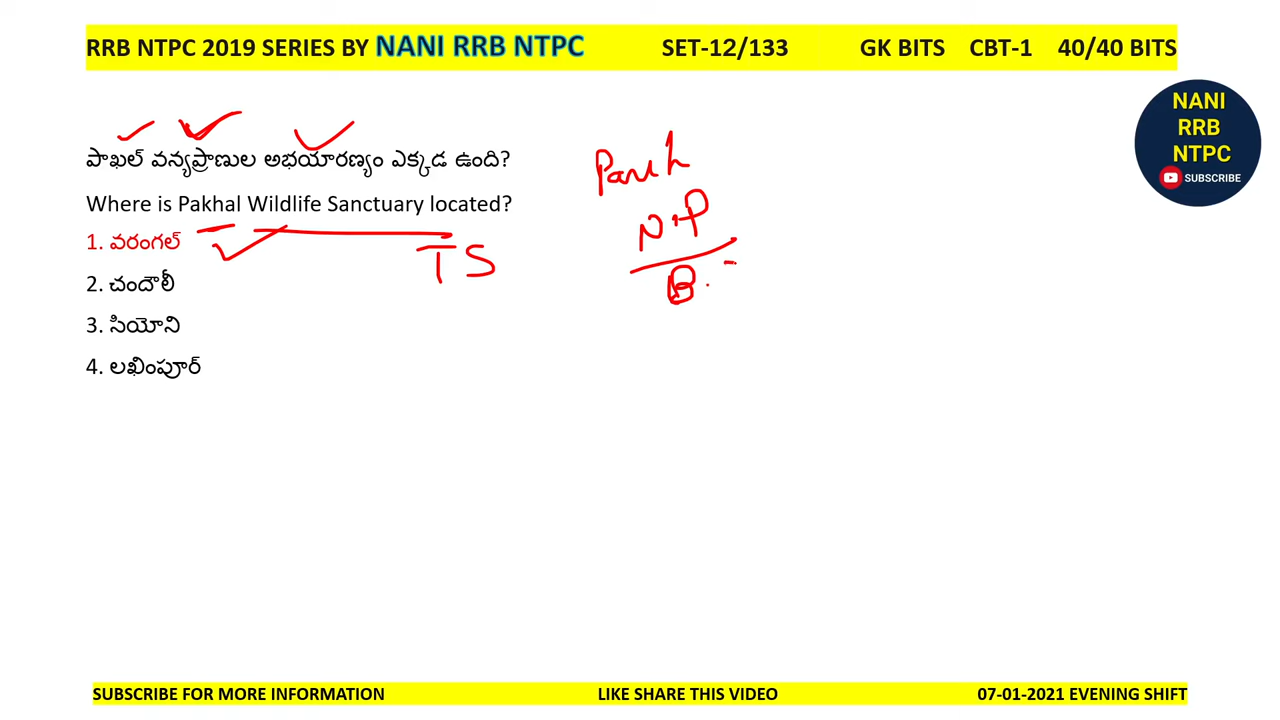 RRB NTPC 2019 SERIES BY NANI RRB NTPC SET-12/133 GK BITS CBT-1 40/40 BITS
NANI
RRB
NTPC
SUBSCRIBE
పాఖల్ వన్యప్రాణుల అభయారణ్యం ఎక్కడ ఉంది?
Where is Pakhal Wildlife Sanctuary located?
1. వరంగల్
2. చందౌలీ
3. సియోని
4. లఖింపూర్
TS
N.P
B.
SUBSCRIBE FOR MORE INFORMATION LIKE SHARE THIS VIDEO 07-01-2021 EVENING SHIFT